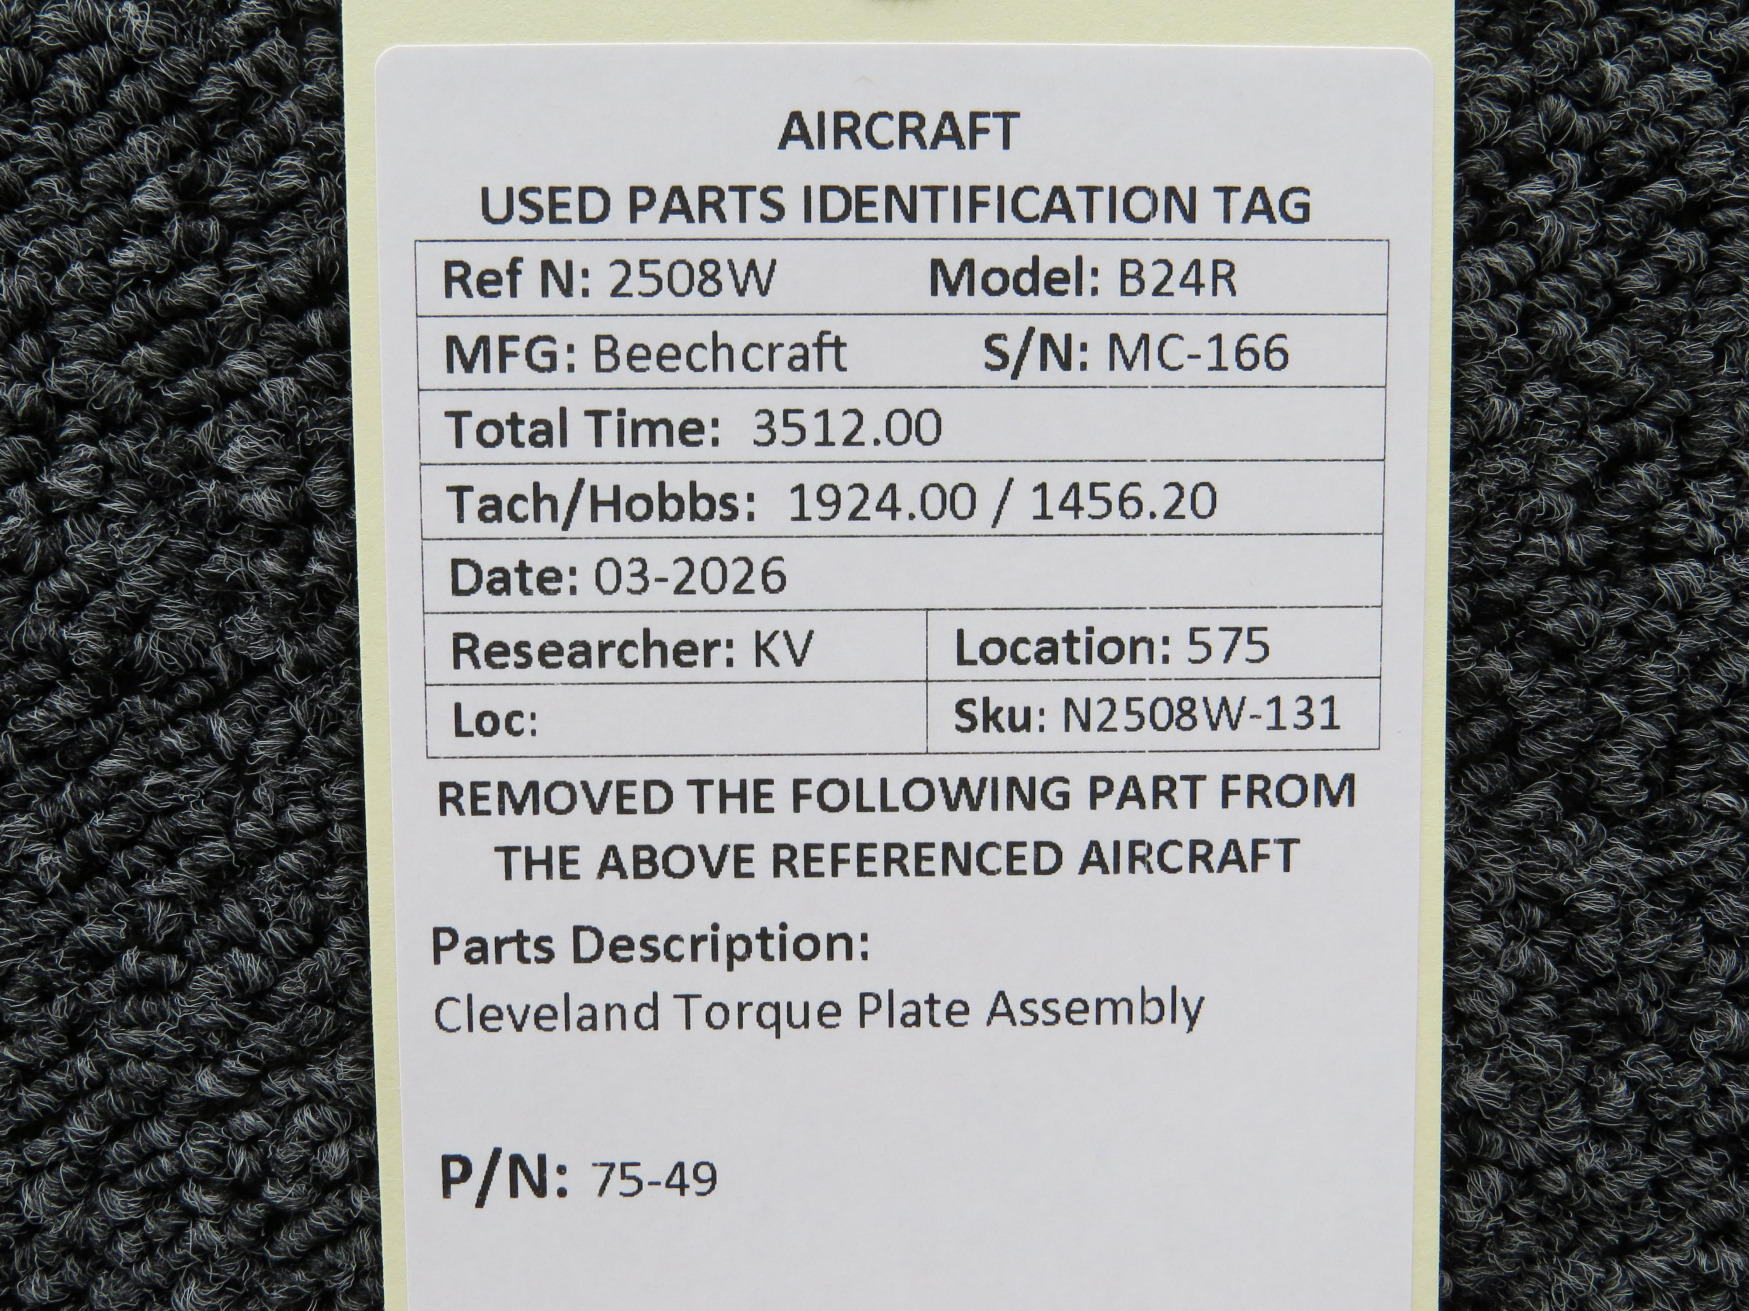 AIRCRAFT
USED PARTS IDENTIFICATION TAG
Ref N: 2508W Model: B24R
MFG: Beechcraft S/N: MC-166
Total Time: 3512.00
Tach/Hobbs: 1924.00 / 1456.20
Date: 03-2026
Researcher: KV Location: 575
Loc: Sku: N2508W-131
REMOVED THE FOLLOWING PART FROM
THE ABOVE REFERENCED AIRCRAFT
Parts Description:
Cleveland Torque Plate Assembly
P/N: 75-49